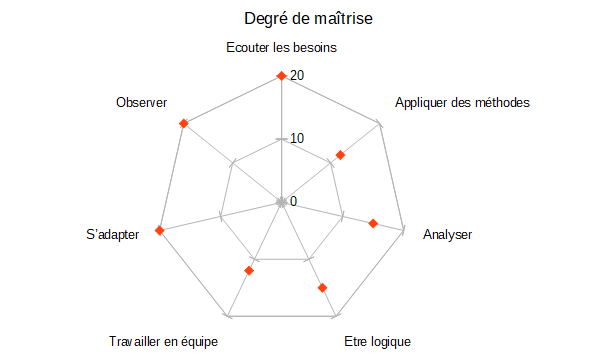 Degré de maîtrise
Ecouter les besoins
20
Observer
Appliquer des méthodes
10
0
S'adapter
Analyser
Travailler en équipe
Etre logique